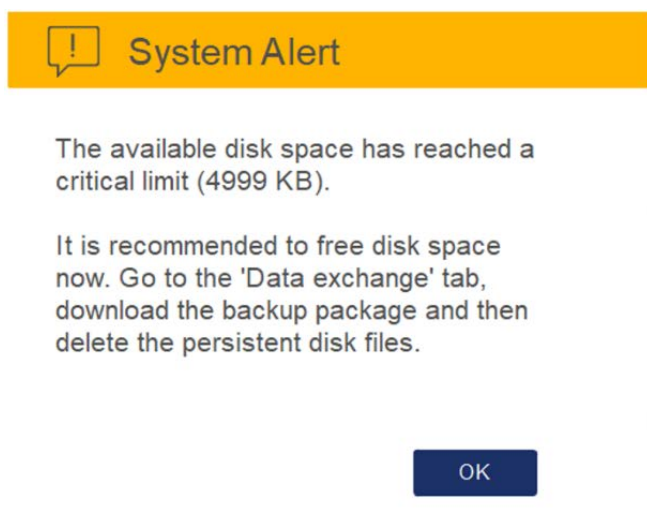 System Alert
The available disk space has reached a
critical limit (4999 KB).
It is recommended to free disk space
now. Go to the 'Data exchange' tab,
download the backup package and then
delete the persistent disk files.
OK